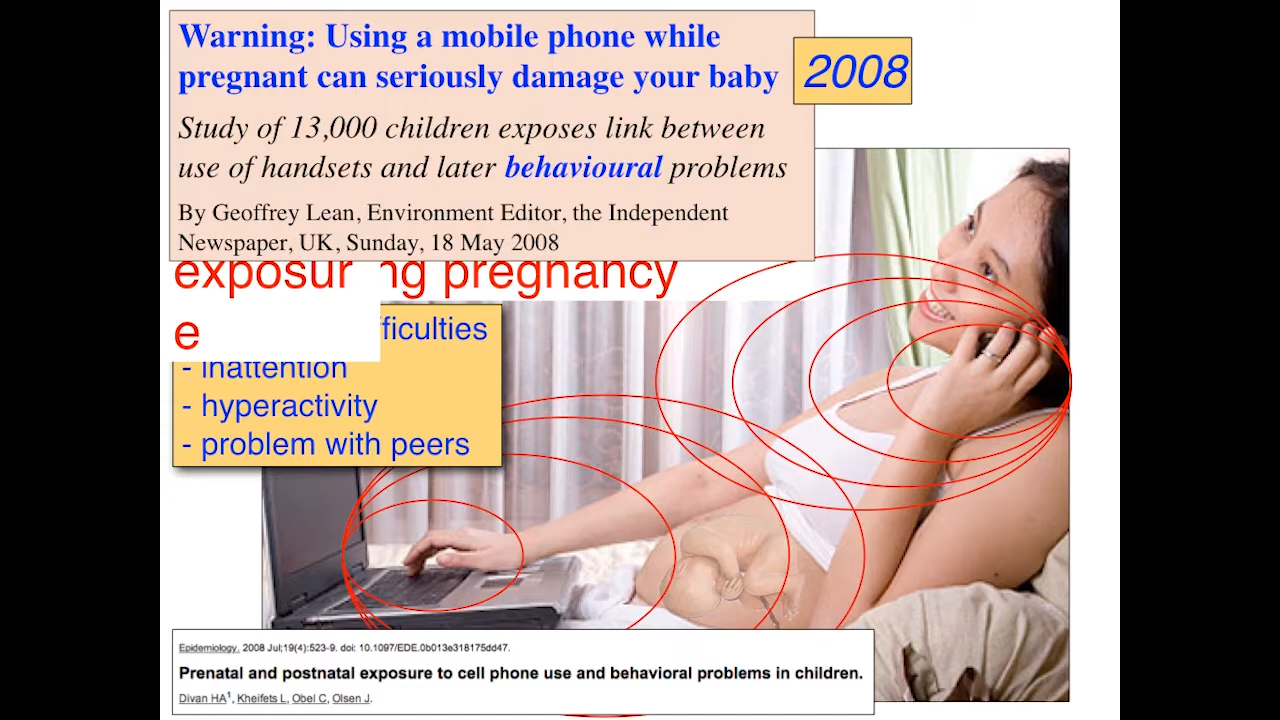 Warning: Using a mobile phone while
pregnant can seriously damage your baby
2008
Study of 13,000 children exposes link between
use of handsets and later behavioural problems
By Geoffrey Lean, Environment Editor, the Independent
Newspaper, UK, Sunday, 18 May 2008
exposur ng pregnancy
e
fficulties
- inattention
- hyperactivity
- problem with peers
Epidemiology. 2008 Jul;19(4):523-9. doi: 10.1097/EDE.0b013e318175dd47.
Prenatal and postnatal exposure to cell phone use and behavioral problems in children.
Divan HA1, Kheifets L, Obel C, Olsen J.